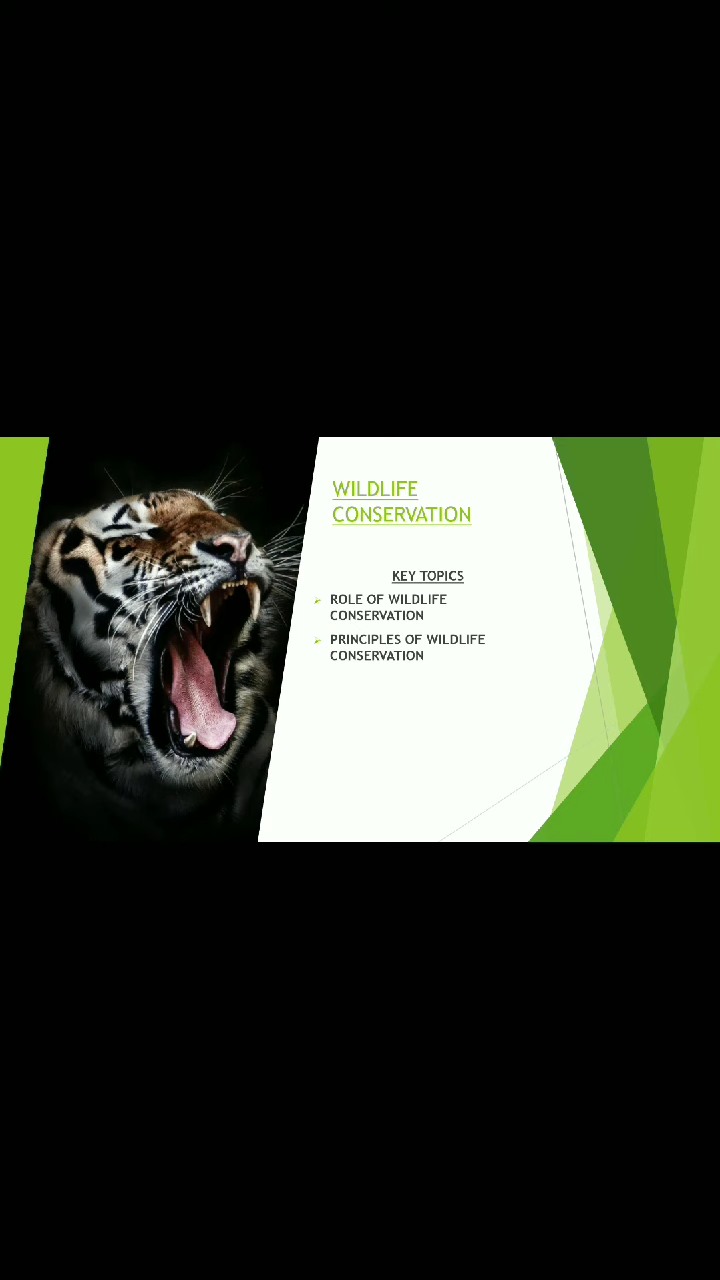 WILDLIFE
CONSERVATION
KEY TOPICS
ROLE OF WILDLIFE
CONSERVATION
PRINCIPLES OF WILDLIFE
CONSERVATION